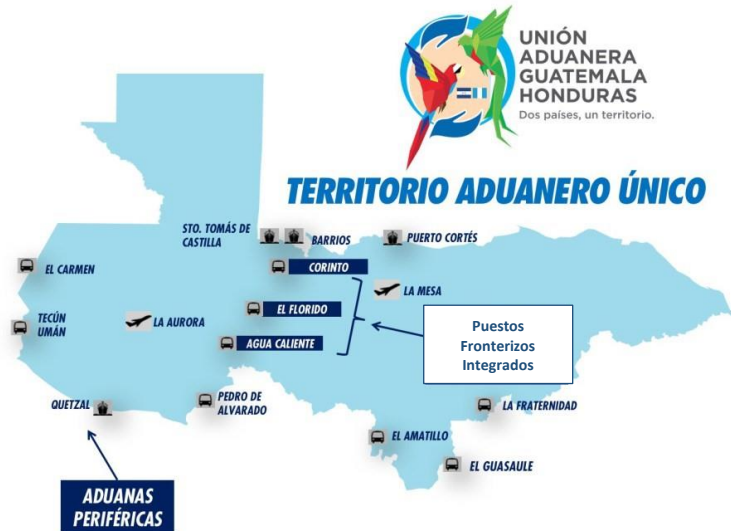 UNIÓN
ADUANERA
GUATEMALA
HONDURAS
Dos países, un territorio.
TERRITORIO ADUANERO ÚNICO
STO. TOMÁS DE
CASTILLA
BARRIOS
PUERTO CORTÉS
EL CARMEN
CORINTO
LA MESA
EL FLORIDO
TECÚN
UMÁN
LA AURORA
AGUA CALIENTE
Puestos
Fronterizos
Integrados
QUETZAL
PEDRO DE
ALVARADO
LA FRATERNIDAD
EL AMATILLO
EL GUASAULE
ADUANAS
PERIFÉRICAS